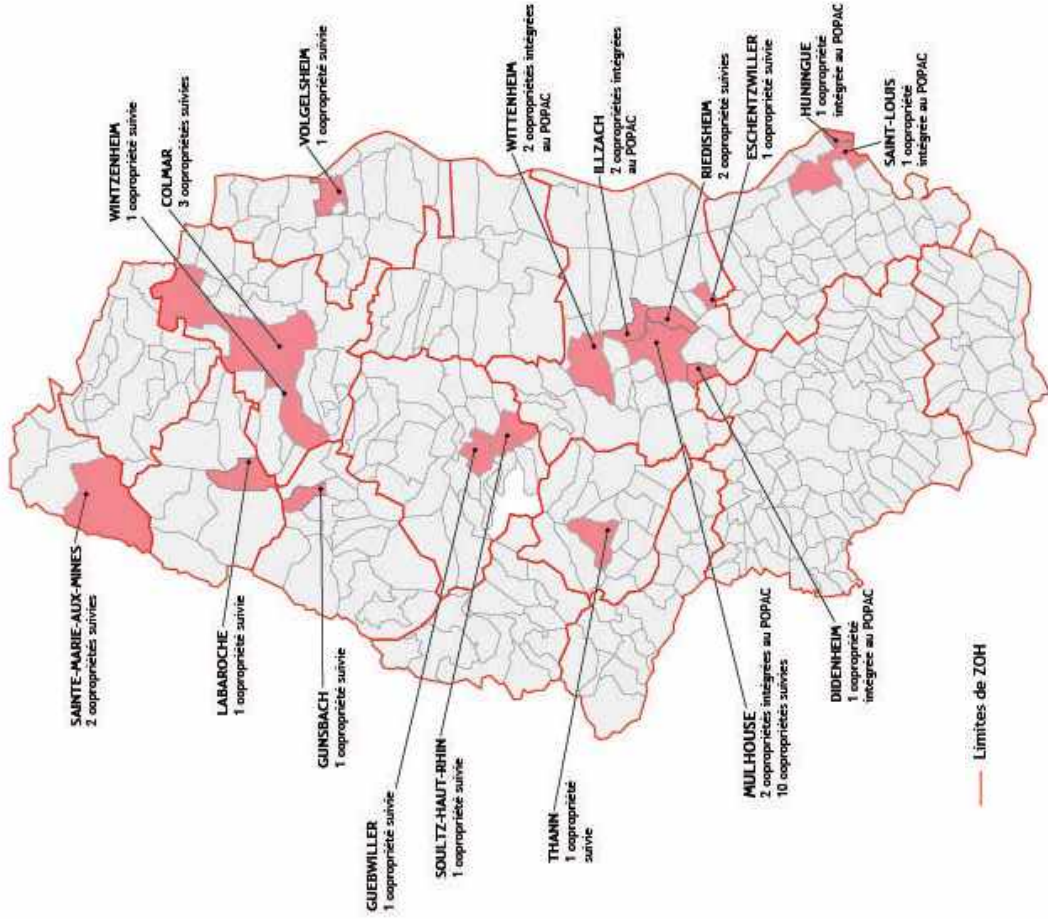 SAINTE-MARIE-AUX-MINES
2 copropriétés suivies
LABAROCHE
1 copropriété suivie
GUNSBACH
1 copropriété suivie
GUEBWILLER
1 copropriété suivie
SOULTZ-HAUT-RHIN
1 copropriété suivie
THANN
1 copropriété
suivie
MULHOUSE
2 copropriétés intégrées au POPAC
10 copropriétés suivies
DIDENHEIM
1 copropriété
intégrée au POPAC
WINTZENHEIM
1 copropriété suivie
COLMAR
3 copropriétés suivies
VOLGELSHEIM
1 copropriété suivie
WITTENHEIM
2 copropriétés intégrées
au POPAC
ILLZACH
2 copropriétés intégrées
au POPAC
RIEDISHEIM
2 copropriétés suivies
ESCHENTZWILLER
1 copropriété suivie
HUNINGUE
1 copropriété
intégrée au POPAC
SAINT-LOUIS
1 copropriété
intégrée au POPAC
Limites de ZOH